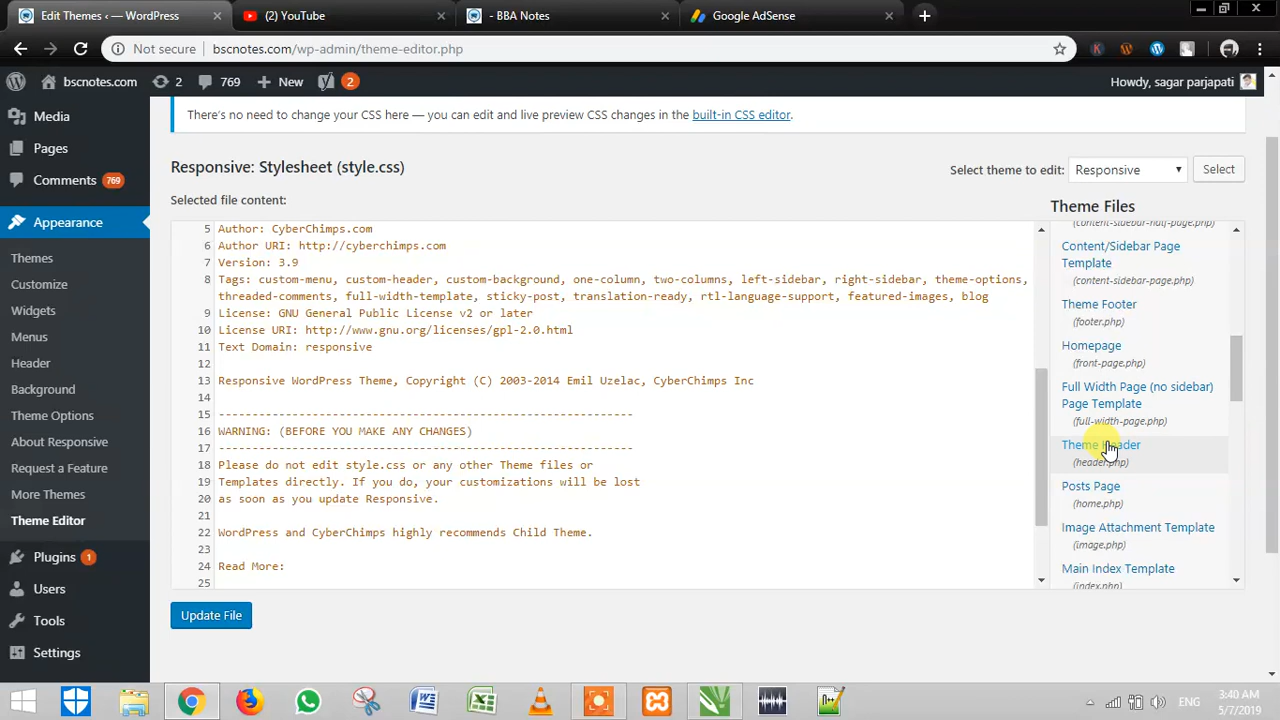 Edit Themes ‹ — WordPress
(2) YouTube
- BBA Notes
Google AdSense
Not secure
bscnotes.com/wp-admin/theme-editor.php
bscnotes.com
2
769
New
2
Howdy, sagar parjapati
Media
Pages
Comments 769
Appearance
Themes
Customize
Widgets
Menus
Header
Background
Theme Options
About Responsive
Request a Feature
More Themes
Theme Editor
Plugins 1
Users
Tools
Settings
There's no need to change your CSS here — you can edit and live preview CSS changes in the built-in CSS editor.
Responsive: Stylesheet (style.css)
Select theme to edit: Responsive Select
Selected file content:
5 Author: CyberChimps.com
6 Author URI: http://cyberchimps.com
7 Version: 3.9
8 Tags: custom-menu, custom-header, custom-background, one-column, two-columns, left-sidebar, right-sidebar, theme-options,
threaded-comments, full-width-template, sticky-post, translation-ready, rtl-language-support, featured-images, blog
9 License: GNU General Public License v2 or later
10 License URI: http://www.gnu.org/licenses/gpl-2.0.html
11 Text Domain: responsive
12
13 Responsive WordPress Theme, Copyright (C) 2003-2014 Emil Uzelac, CyberChimps Inc
14
15 --------------------------------------------------------------
16 WARNING: (BEFORE YOU MAKE ANY CHANGES)
17 --------------------------------------------------------------
18 Please do not edit style.css or any other Theme files or
19 Templates directly. If you do, your customizations will be lost
20 as soon as you update Responsive.
21
22 WordPress and CyberChimps highly recommends Child Theme.
23
24 Read More:
25
Update File
Theme Files
(content-sidebar-half-page.php)
Content/Sidebar Page
Template
(content-sidebar-page.php)
Theme Footer
(footer.php)
Homepage
(front-page.php)
Full Width Page (no sidebar)
Page Template
(full-width-page.php)
Theme Header
(header.php)
Posts Page
(home.php)
Image Attachment Template
(image.php)
Main Index Template
(index.php)
ENG
3:40 AM
5/7/2019